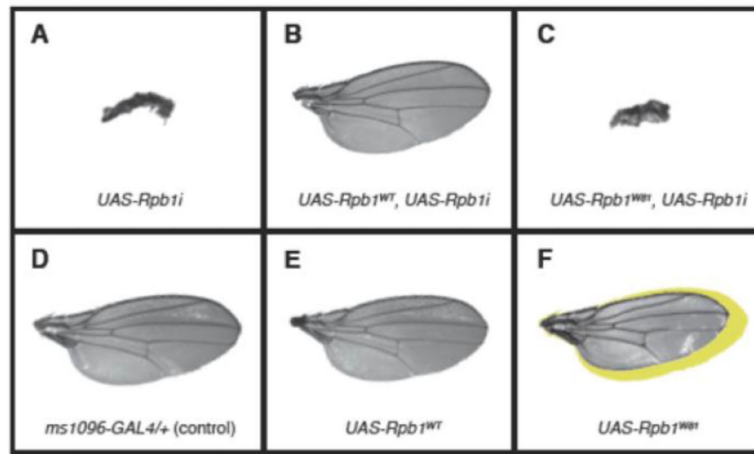 A
B
C
UAS-Rpb1i
UAS-Rpb1ᵂᵀ, UAS-Rpb1i
UAS-Rpb1ᵂ⁸¹, UAS-Rpb1i
D
E
F
ms1096-GAL4/+ (control)
UAS-Rpb1ᵂᵀ
UAS-Rpb1ᵂ⁸¹